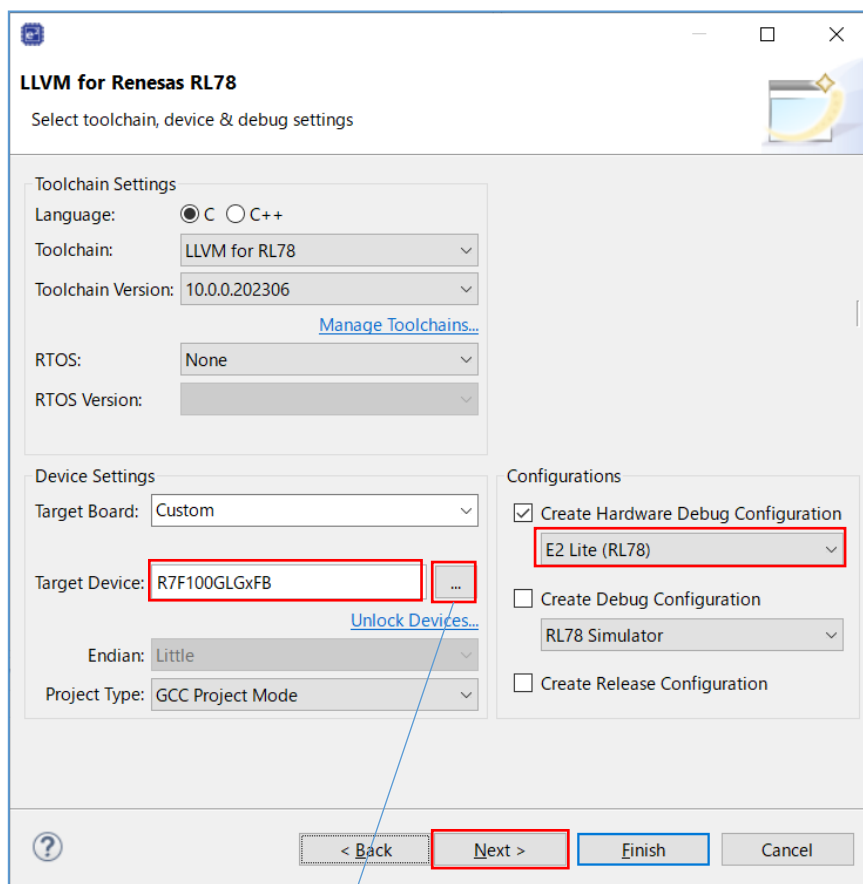 LLVM for Renesas RL78
Select toolchain, device & debug settings
Toolchain Settings
Language: C C++
Toolchain: LLVM for RL78
Toolchain Version: 10.0.0.202306
Manage Toolchains...
RTOS: None
RTOS Version:
Device Settings
Target Board: Custom
Target Device: R7F100GLGxFB ...
Unlock Devices...
Endian: Little
Project Type: GCC Project Mode
Configurations
Create Hardware Debug Configuration
E2 Lite (RL78)
Create Debug Configuration
RL78 Simulator
Create Release Configuration
? < Back Next > Finish Cancel